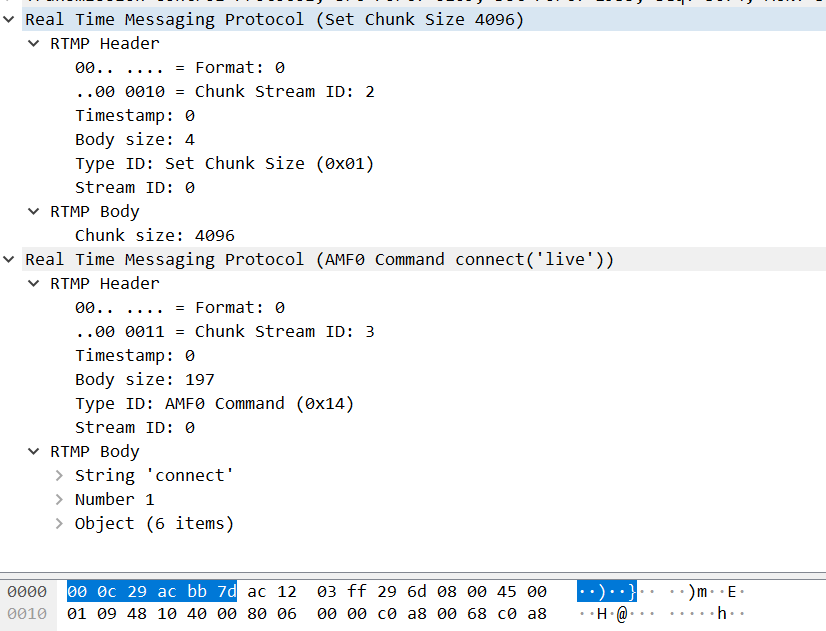 Real Time Messaging Protocol (Set Chunk Size 4096)
RTMP Header
00.. .... = Format: 0
..00 0010 = Chunk Stream ID: 2
Timestamp: 0
Body size: 4
Type ID: Set Chunk Size (0x01)
Stream ID: 0
RTMP Body
Chunk size: 4096
Real Time Messaging Protocol (AMF0 Command connect('live'))
RTMP Header
00.. .... = Format: 0
..00 0011 = Chunk Stream ID: 3
Timestamp: 0
Body size: 197
Type ID: AMF0 Command (0x14)
Stream ID: 0
RTMP Body
String 'connect'
Number 1
Object (6 items)
0000 00 0c 29 ac bb 7d ac 12 03 ff 29 6d 08 00 45 00 ··)··}·· ··)m··E·
0010 01 09 48 10 40 00 80 06 00 00 c0 a8 00 68 c0 a8 ··H·@··· ·····h··